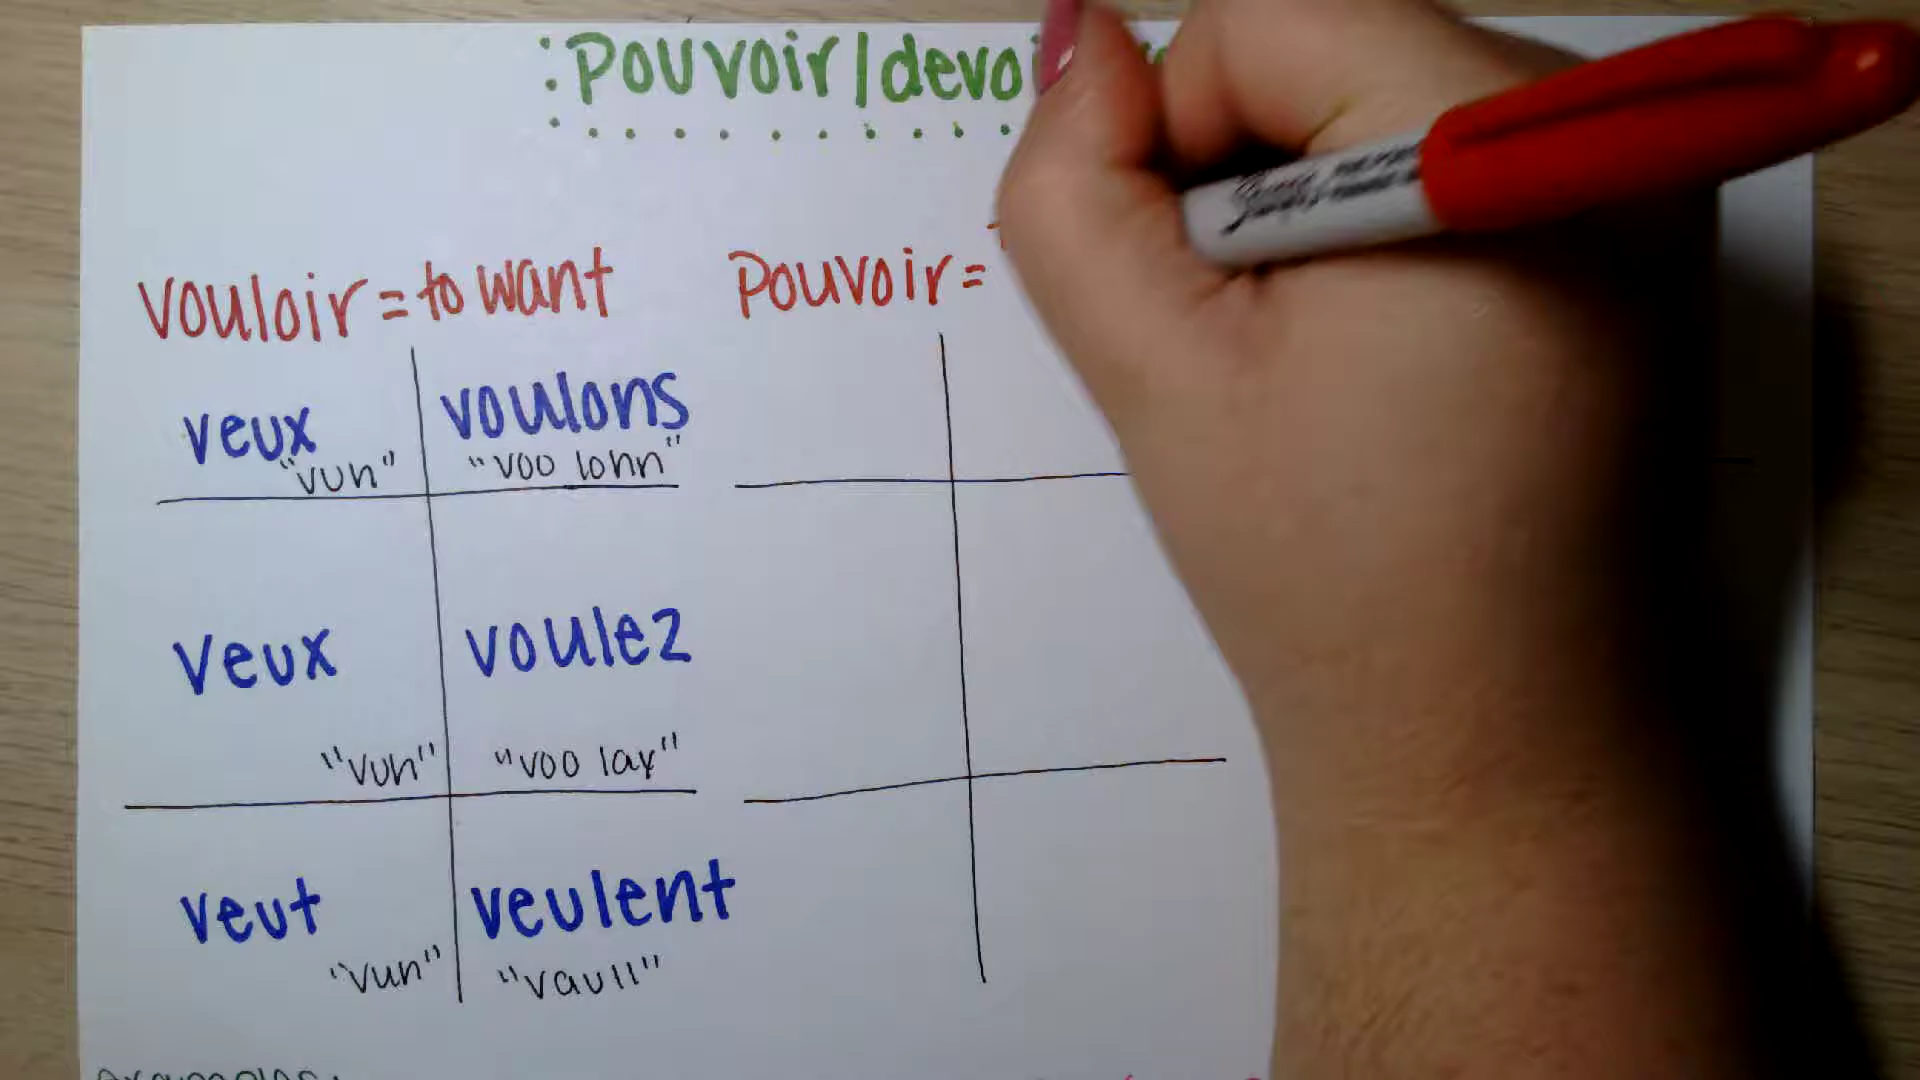 :pouvoir/devoi
vouloir = to want
pouvoir =
veux
"vuh"
voulons
"voo lohn"
veux
"vuh"
voulez
"voo lay"
veut
"vuh"
veulent
"vaull"